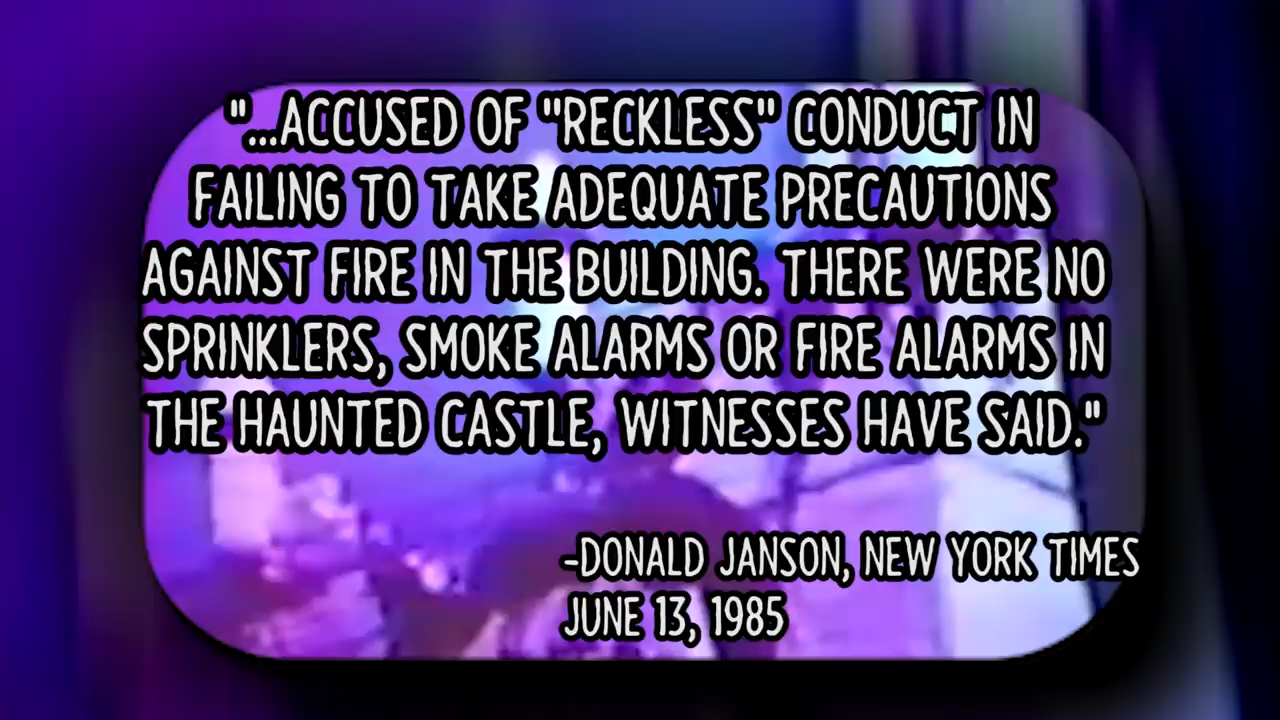 "...ACCUSED OF "RECKLESS" CONDUCT IN
FAILING TO TAKE ADEQUATE PRECAUTIONS
AGAINST FIRE IN THE BUILDING. THERE WERE NO
SPRINKLERS, SMOKE ALARMS OR FIRE ALARMS IN
THE HAUNTED CASTLE, WITNESSES HAVE SAID."
-DONALD JANSON, NEW YORK TIMES
JUNE 13, 1985